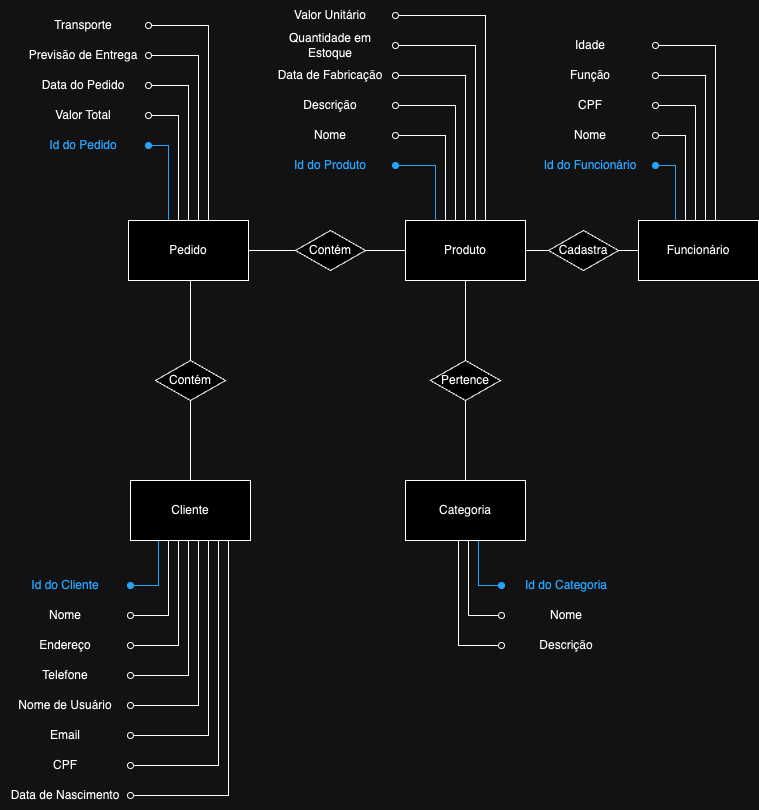 Transporte
Previsão de Entrega
Data do Pedido
Valor Total
Id do Pedido
Valor Unitário
Quantidade em
Estoque
Data de Fabricação
Descrição
Nome
Id do Produto
Idade
Função
CPF
Nome
Id do Funcionário
Pedido
Contém
Produto
Cadastra
Funcionário
Contém
Pertence
Cliente
Categoria
Id do Cliente
Nome
Endereço
Telefone
Nome de Usuário
Email
CPF
Data de Nascimento
Id do Categoria
Nome
Descrição